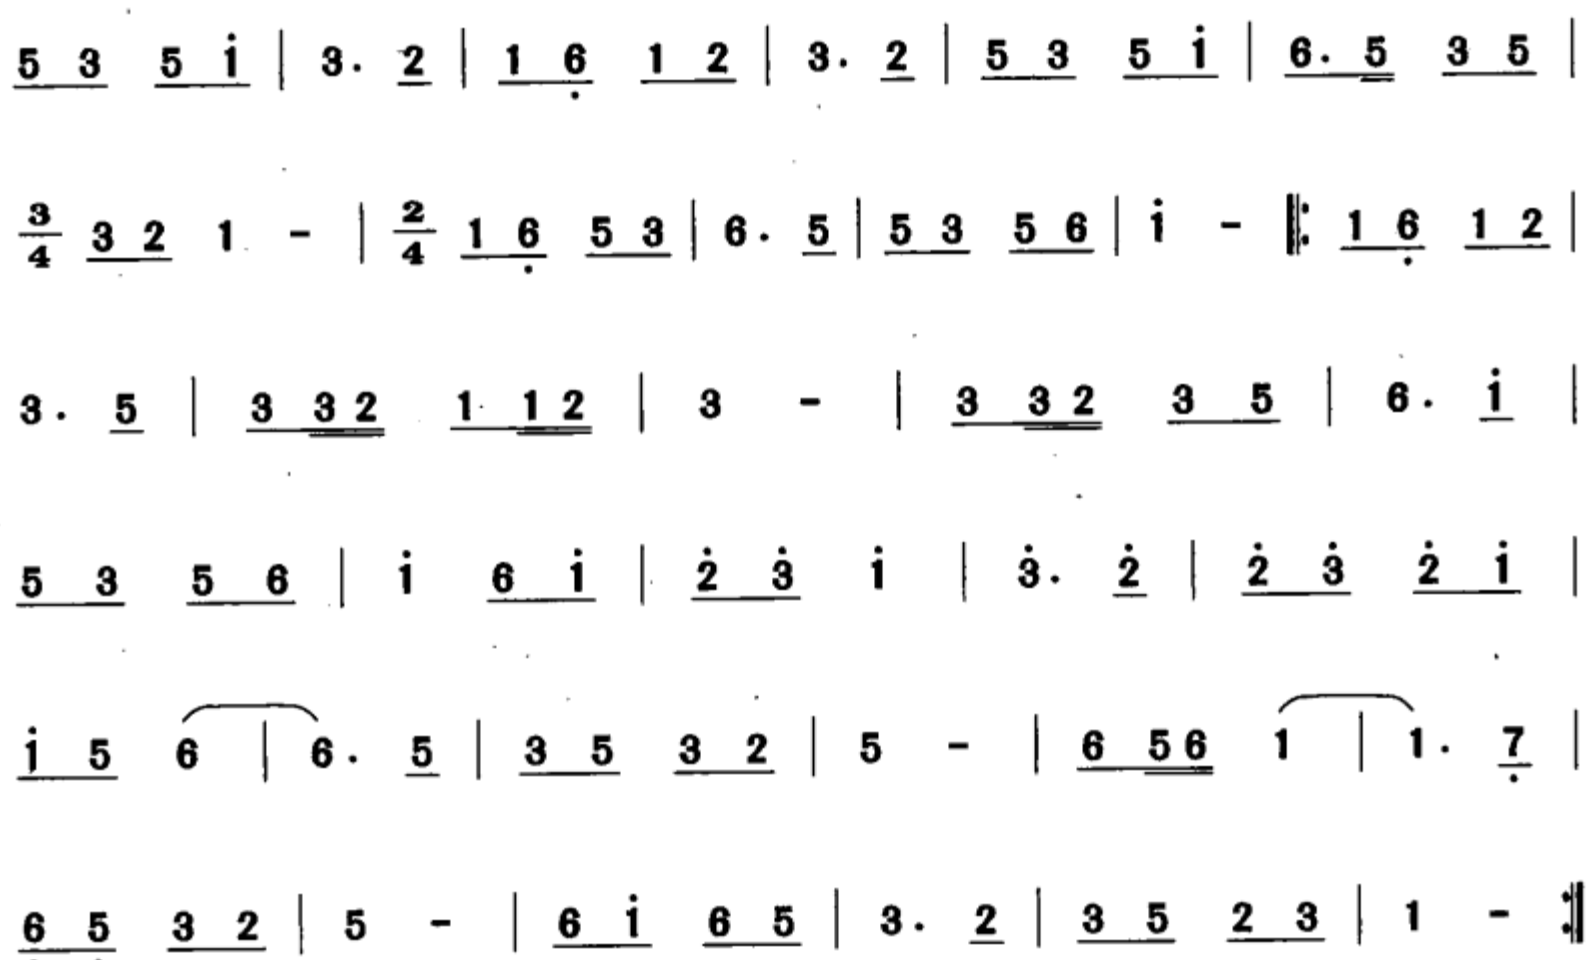 5 3 5 i̇ | 3. 2 | 1 6̣ 1 2 | 3. 2 | 5 3 5 i̇ | 6. 5 3 5 |
3/4 3 2 1 - | 2/4 1 6̣ 5 3 | 6. 5 | 5 3 5 6 | i̇ - ‖: 1 6̣ 1 2 |
3. 5 | 3 3 2 1 1 2 | 3 - | 3 3 2 3 5 | 6. i̇ |
5 3 5 6 | i̇ 6 i̇ | 2̇ 3̇ i̇ | 3̇. 2̇ | 2̇ 3̇ 2̇ i̇ |
i̇ 5 6 | 6. 5 | 3 5 3 2 | 5 - | 6 5 6 1 | 1. 7̣ |
6̣ 5̣ 3 2 | 5 - | 6 i̇ 6 5 | 3. 2 | 3 5 2 3 | 1 - :‖